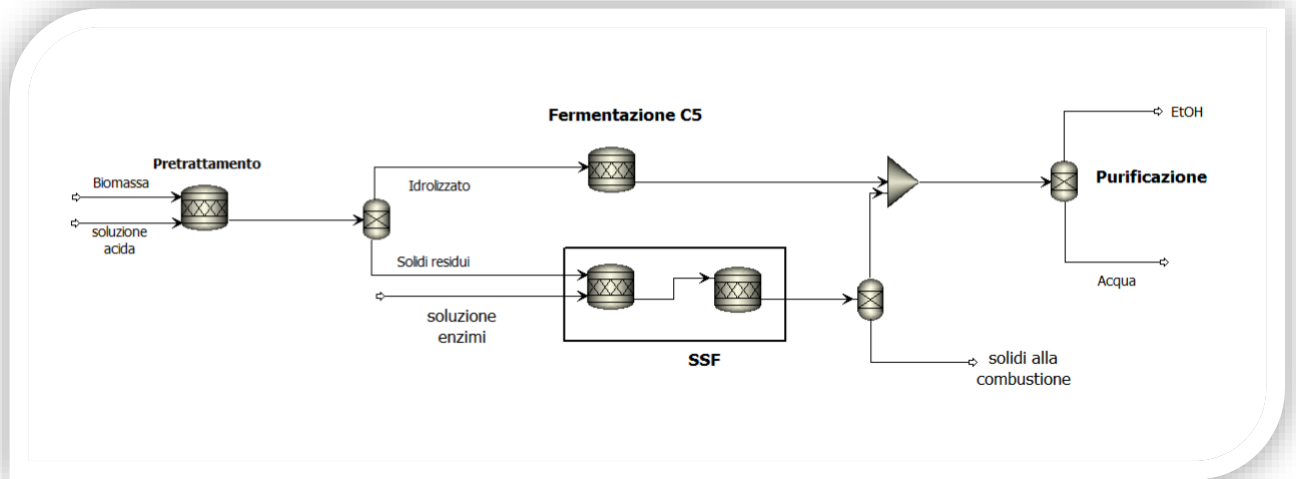 Fermentazione C5
EtOH
Pretrattamento
Biomassa
Idrolizzato
Purificazione
soluzione
acida
Solidi residui
Acqua
soluzione
enzimi
SSF
solidi alla
combustione